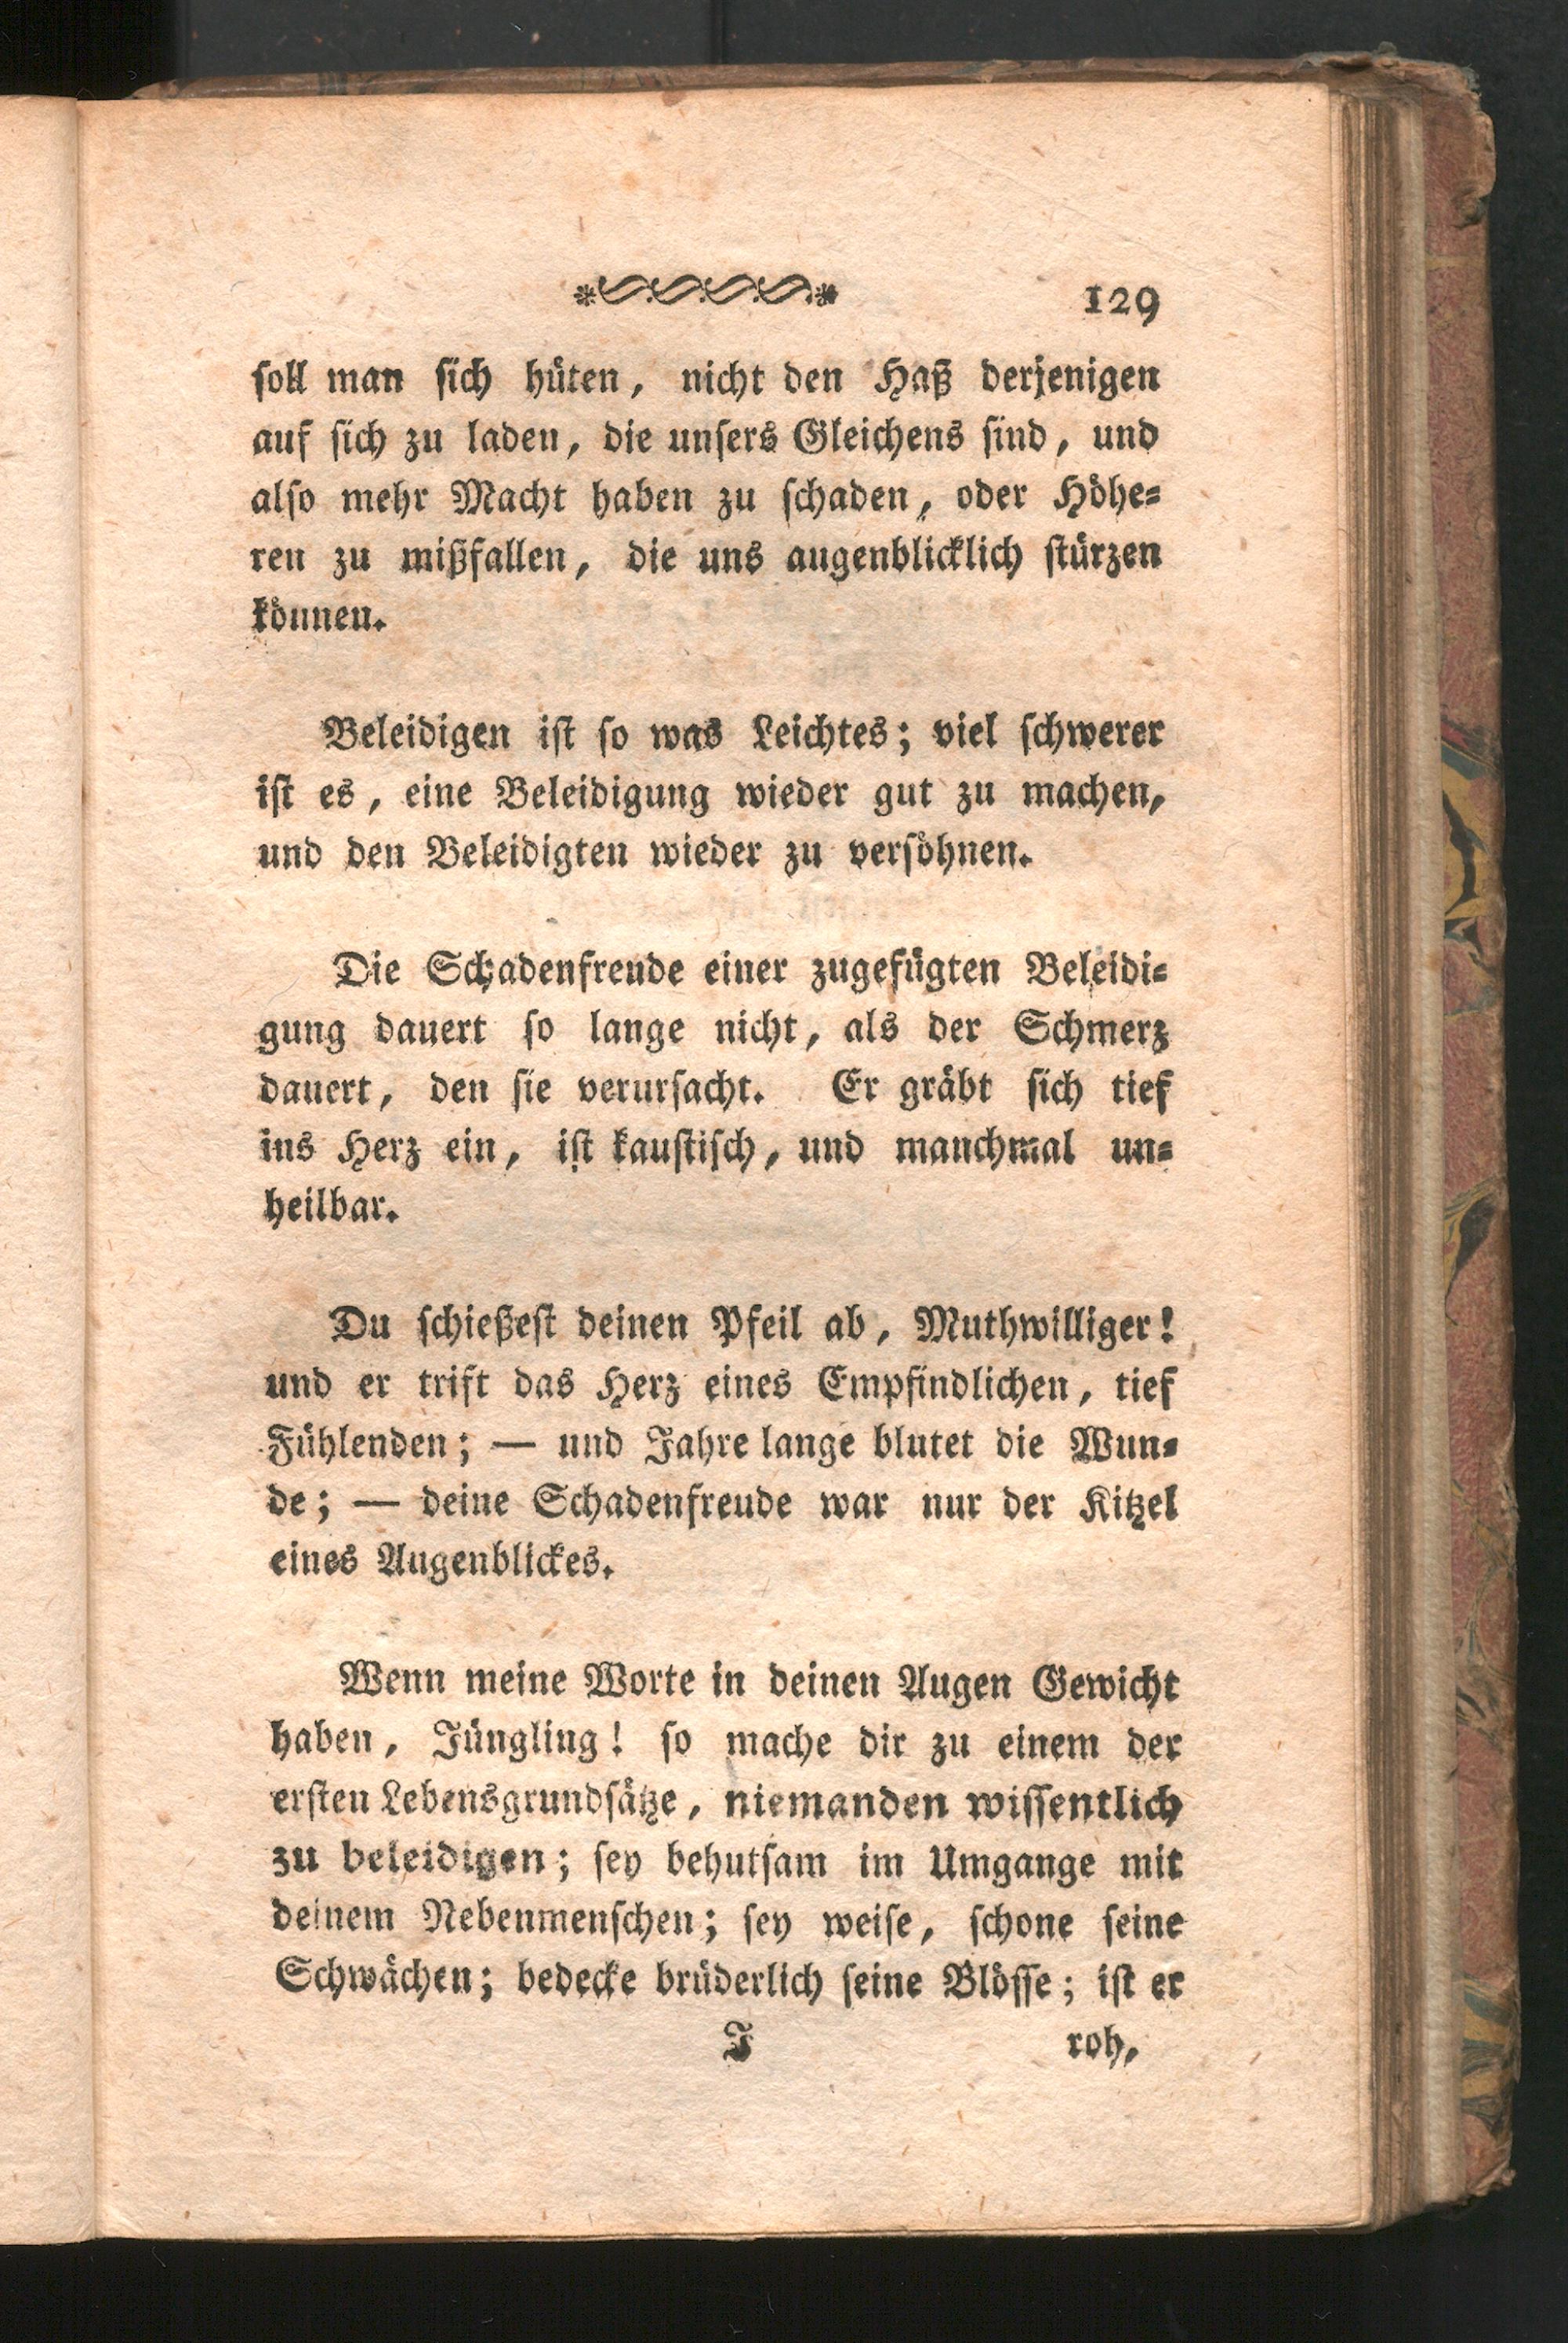 129
ſoll man ſich hüten, nicht den Haß derjenigen
auf ſich zu laden, die unſers Gleichens ſind, und
alſo mehr Macht haben zu ſchaden, oder Höhe⸗
ren zu mißfallen, die uns augenblicklich ſtürzen
können.
Beleidigen iſt ſo was Leichtes; viel ſchwerer
iſt es, eine Beleidigung wieder gut zu machen,
und den Beleidigten wieder zu verſöhnen.
Die Schadenfreude einer zugefügten Beleidi⸗
gung dauert ſo lange nicht, als der Schmerz
dauert, den ſie verurſacht. Er gräbt ſich tief
ins Herz ein, iſt kauſtiſch, und manchmal un⸗
heilbar.
Du ſchießeſt deinen Pfeil ab, Muthwilliger!
und er trift das Herz eines Empfindlichen, tief
Fühlenden; — und Jahre lange blutet die Wun⸗
de; — deine Schadenfreude war nur der Kitzel
eines Augenblickes.
Wenn meine Worte in deinen Augen Gewicht
haben, Jüngling! ſo mache dir zu einem der
erſten Lebensgrundſätze, niemanden wiſſentlich
zu beleidigen; ſey behutſam im Umgange mit
deinem Nebenmenſchen; ſey weiſe, ſchone ſeine
Schwächen; bedecke brüderlich ſeine Blöſſe; iſt er
J roh,